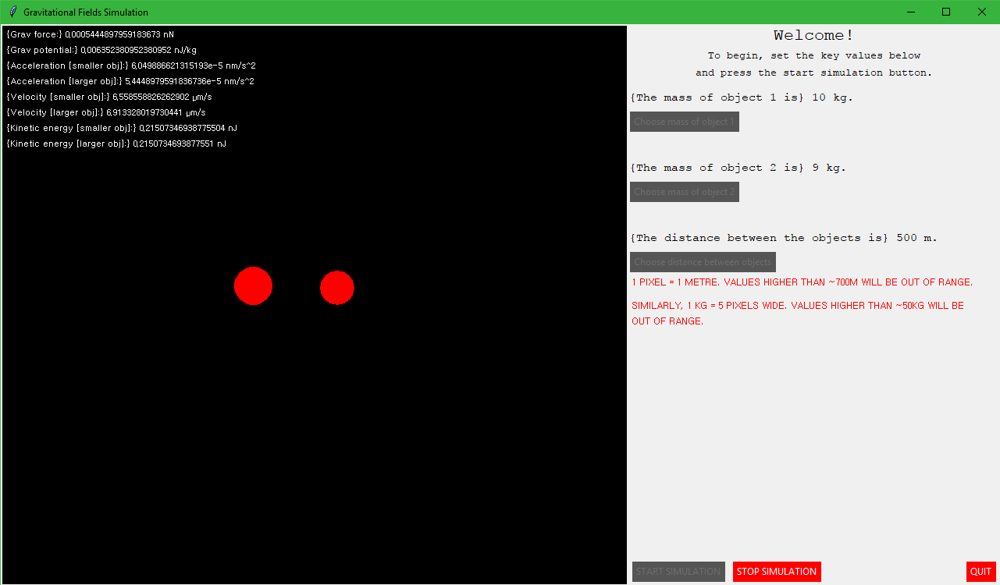 Gravitational Fields Simulation
{Grav force:} 0,0005444897959183673 nN
{Grav potential:} 0,006352380952380952 nJ/kg
{Acceleration [smaller obj]:} 6,049886621315193e-5 nm/s^2
{Acceleration [larger obj]:} 5,4448979591836736e-5 nm/s^2
{Velocity [smaller obj]:} 6,558558826262902 µm/s
{Velocity [larger obj]:} 6,913328019730441 µm/s
{Kinetic energy [smaller obj]:} 0,21507346938775504 nJ
{Kinetic energy [larger obj]:} 0,2150734693877551 nJ
Welcome!
To begin, set the key values below
and press the start simulation button.
{The mass of object 1 is} 10 kg.
Choose mass of object 1
{The mass of object 2 is} 9 kg.
Choose mass of object 2
{The distance between the objects is} 500 m.
Choose distance between objects
1 PIXEL = 1 METRE. VALUES HIGHER THAN ~700M WILL BE OUT OF RANGE.
SIMILARLY, 1 KG = 5 PIXELS WIDE. VALUES HIGHER THAN ~50KG WILL BE
OUT OF RANGE.
START SIMULATION
STOP SIMULATION
QUIT